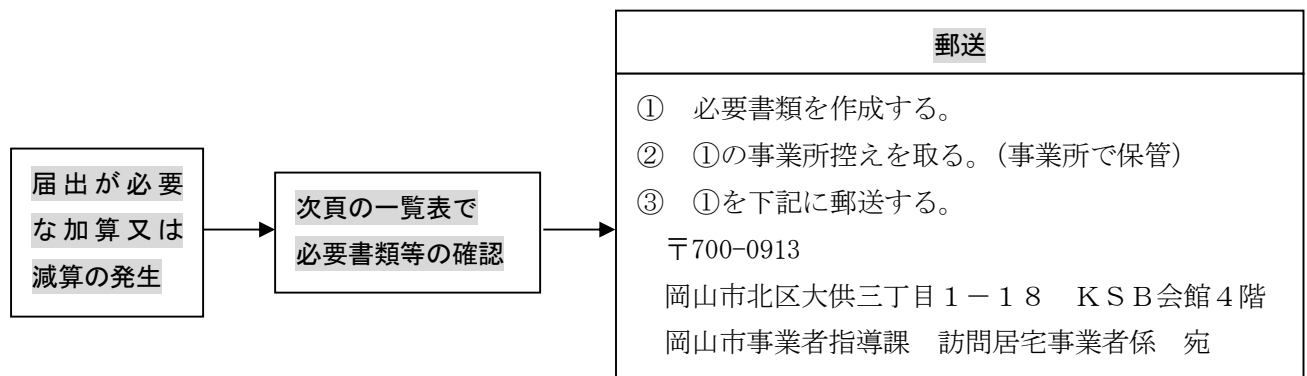 届出が必要
な加算又は
減算の発生
次頁の一覧表で
必要書類等の確認
郵送
① 必要書類を作成する。
② ①の事業所控えを取る。（事業所で保管）
③ ①を下記に郵送する。
〒700-0913
岡山市北区大供三丁目１－１８　ＫＳＢ会館４階
岡山市事業者指導課　訪問居宅事業者係　宛